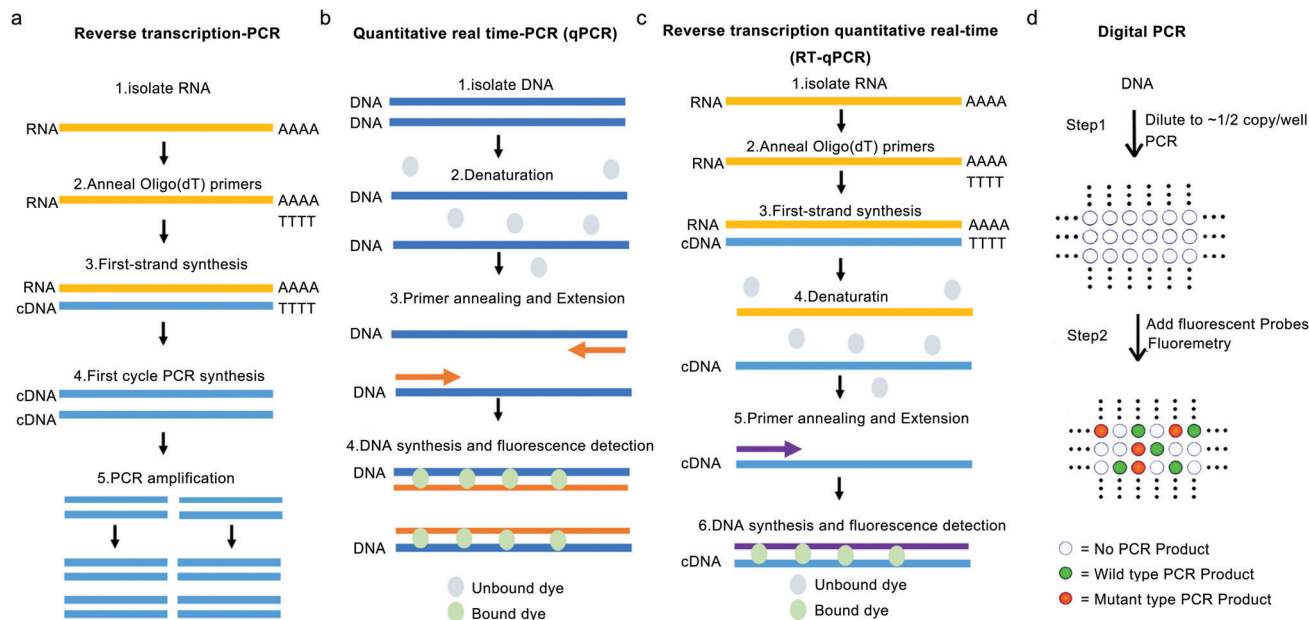 a
Reverse transcription-PCR
1.isolate RNA
RNA AAAA
2.Anneal Oligo(dT) primers
RNA AAAA
TTTT
3.First-strand synthesis
RNA AAAA
cDNA TTTT
4.First cycle PCR synthesis
cDNA
cDNA
5.PCR amplification
b
Quantitative real time-PCR (qPCR)
1.isolate DNA
DNA
DNA
2.Denaturation
DNA
DNA
3.Primer annealing and Extension
DNA
DNA
4.DNA synthesis and fluorescence detection
DNA
DNA
Unbound dye
Bound dye
c
Reverse transcription quantitative real-time
(RT-qPCR)
1.isolate RNA
RNA AAAA
2.Anneal Oligo(dT) primers
RNA AAAA
TTTT
3.First-strand synthesis
RNA AAAA
cDNA TTTT
4.Denaturatin
cDNA
5.Primer annealing and Extension
cDNA
6.DNA synthesis and fluorescence detection
cDNA
Unbound dye
Bound dye
d
Digital PCR
DNA
Step1 Dilute to ~1/2 copy/well
PCR
Step2 Add fluorescent Probes
Fluoremetry
= No PCR Product
= Wild type PCR Product
= Mutant type PCR Product